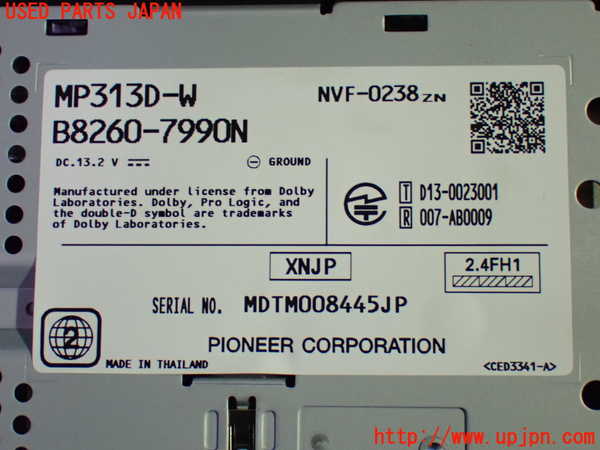 USED PARTS JAPAN
MP313D-W
NVF-0238 ZN
B8260-7990N
DC.13.2 V
GROUND
Manufactured under license from Dolby
Laboratories. Dolby, Pro Logic, and
the double-D symbol are trademarks
of Dolby Laboratories.
T D13-0023001
R 007-AB0009
XNJP
2.4FH1
SERIAL NO. MDTM008445JP
2
PIONEER CORPORATION
MADE IN THAILAND
<CED3341-A>
http://www.upjpn.com